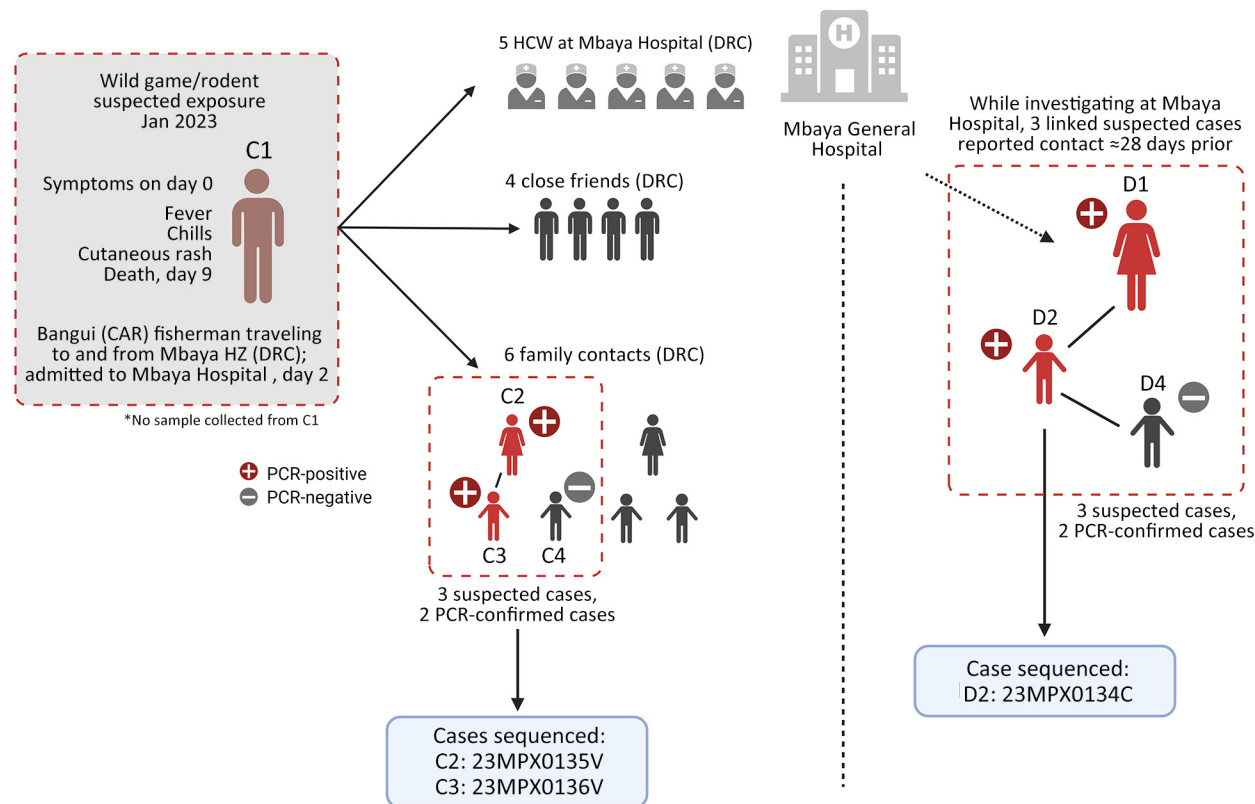 Wild game/rodent
suspected exposure
Jan 2023
C1
Symptoms on day 0
Fever
Chills
Cutaneous rash
Death, day 9
Bangui (CAR) fisherman traveling
to and from Mbaya HZ (DRC);
admitted to Mbaya Hospital , day 2
*No sample collected from C1
PCR-positive
PCR-negative
5 HCW at Mbaya Hospital (DRC)
4 close friends (DRC)
6 family contacts (DRC)
C2
C3
C4
3 suspected cases,
2 PCR-confirmed cases
Cases sequenced:
C2: 23MPX0135V
C3: 23MPX0136V
H
Mbaya General
Hospital
While investigating at Mbaya
Hospital, 3 linked suspected cases
reported contact ≈28 days prior
D1
D2
D4
3 suspected cases,
2 PCR-confirmed cases
Case sequenced:
D2: 23MPX0134C